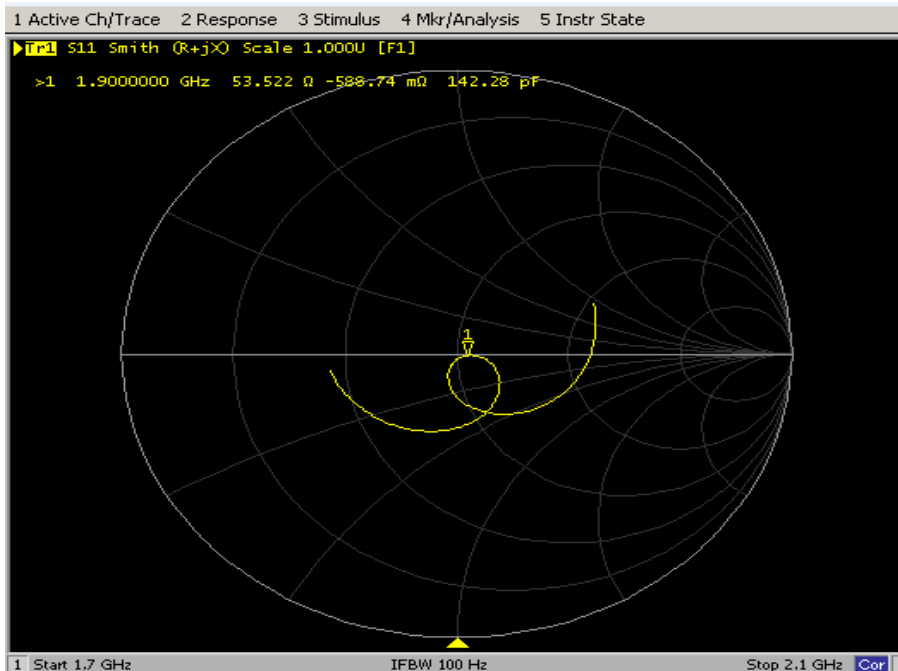 1 Active Ch/Trace 2 Response 3 Stimulus 4 Mkr/Analysis 5 Instr State
Tr1 S11 Smith (R+jX) Scale 1.000U [F1]
>1 1.9000000 GHz 53.522 Ω -588.74 mΩ 142.28 pF
1
1 Start 1.7 GHz IFBW 100 Hz Stop 2.1 GHz Cor